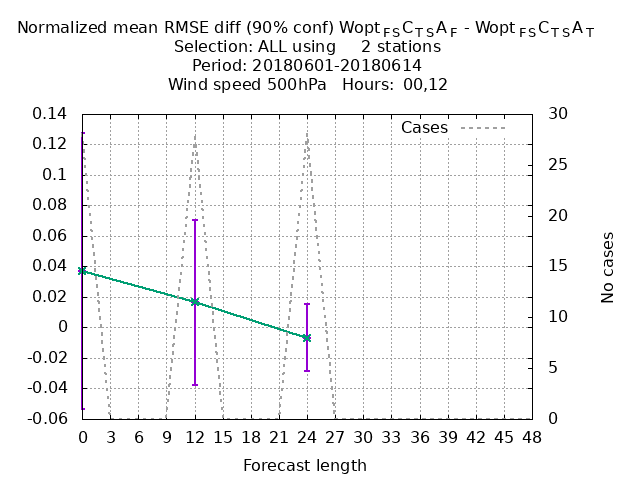 Normalized mean RMSE diff (90% conf) Wopt FS C T S A F - Wopt FS C T S A T
Selection: ALL using 2 stations
Period: 20180601-20180614
Wind speed 500hPa Hours: 00,12
Cases
0.14
0.12
0.1
0.08
0.06
0.04
0.02
0
-0.02
-0.04
-0.06
30
25
20
15
10
5
0
No cases
0 3 6 9 12 15 18 21 24 27 30 33 36 39 42 45 48
Forecast length